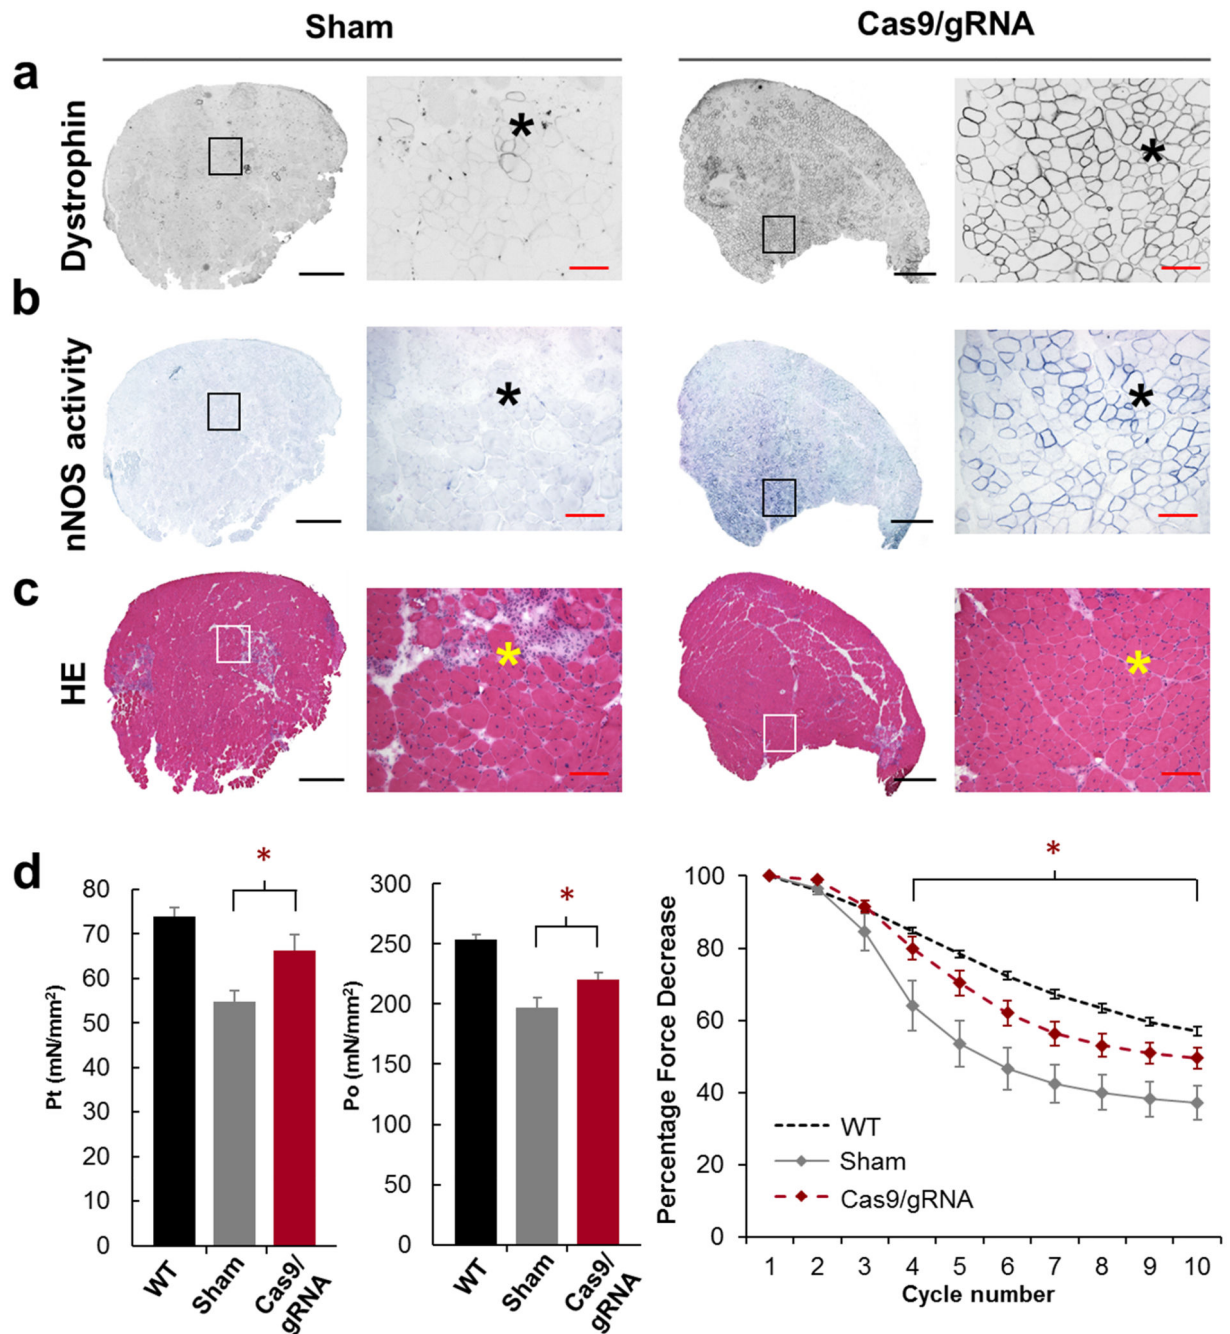 Sham
Cas9/gRNA
a
Dystrophin
*
*
b
nNOS activity
*
*
c
HE
*
*
d
80
70
60
50
40
30
20
10
0
Pt (mN/mm²)
*
WT
Sham
Cas9/
gRNA
300
250
200
150
100
50
0
Po (mN/mm²)
*
WT
Sham
Cas9/
gRNA
100
80
60
40
20
0
Percentage Force Decrease
*
WT
Sham
Cas9/gRNA
1 2 3 4 5 6 7 8 9 10
Cycle number